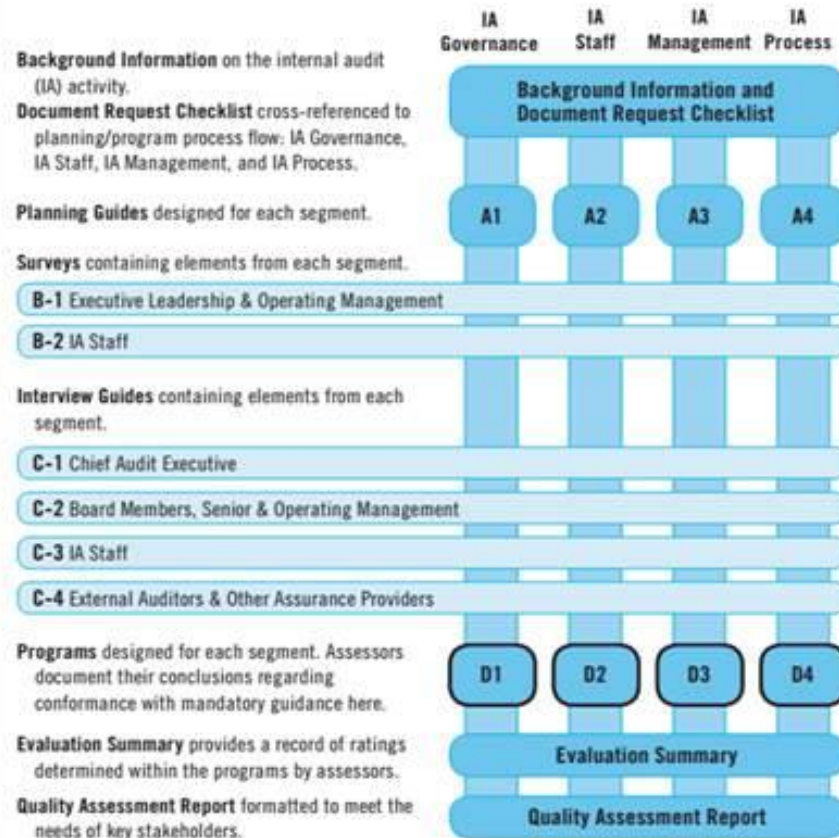 IA Governance
IA Staff
IA Management
IA Process
Background Information on the internal audit
(IA) activity.
Document Request Checklist cross-referenced to
planning/program process flow: IA Governance,
IA Staff, IA Management, and IA Process.
Background Information and
Document Request Checklist
Planning Guides designed for each segment.
A1
A2
A3
A4
Surveys containing elements from each segment.
B-1 Executive Leadership & Operating Management
B-2 IA Staff
Interview Guides containing elements from each
segment.
C-1 Chief Audit Executive
C-2 Board Members, Senior & Operating Management
C-3 IA Staff
C-4 External Auditors & Other Assurance Providers
Programs designed for each segment. Assessors
document their conclusions regarding
conformance with mandatory guidance here.
D1
D2
D3
D4
Evaluation Summary provides a record of ratings
determined within the programs by assessors.
Evaluation Summary
Quality Assessment Report formatted to meet the
needs of key stakeholders.
Quality Assessment Report